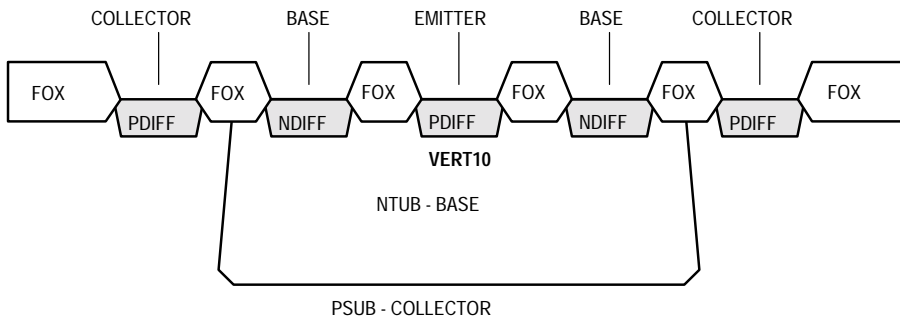 COLLECTOR BASE EMITTER BASE COLLECTOR
FOX FOX FOX FOX FOX FOX
PDIFF NDIFF PDIFF NDIFF PDIFF
VERT10
NTUB - BASE
PSUB - COLLECTOR